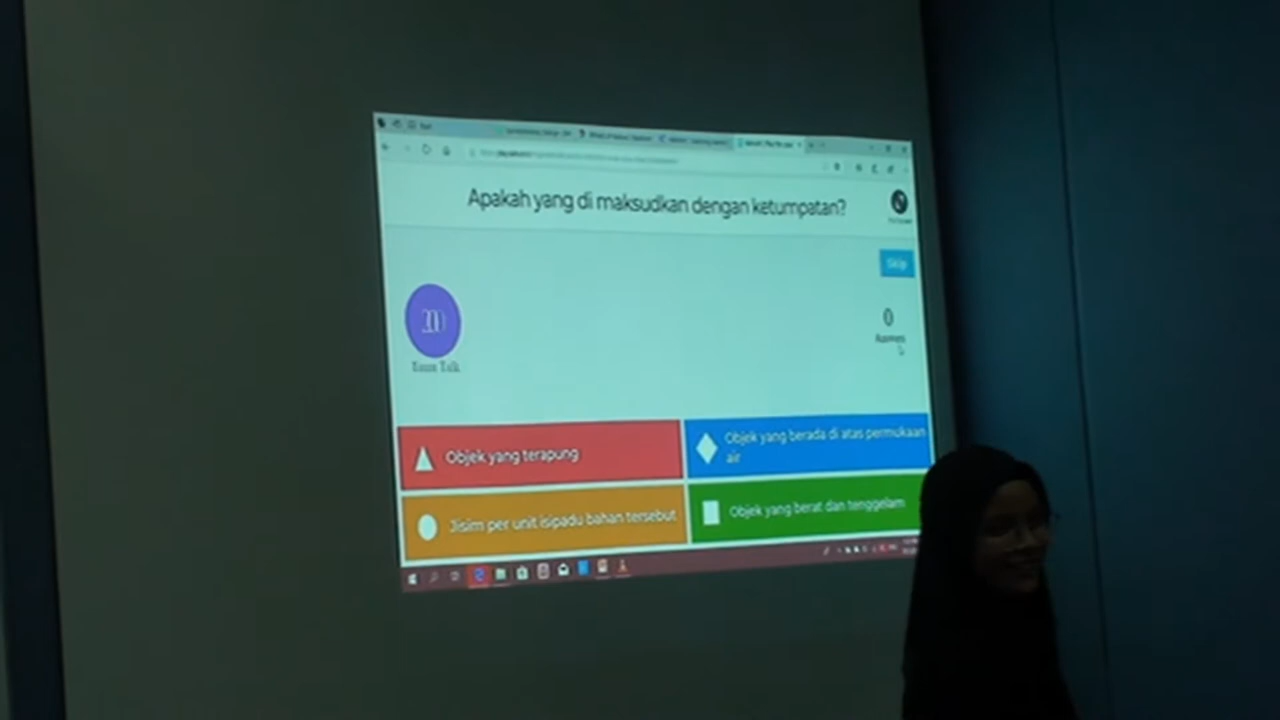 Apakah yang di maksudkan dengan ketumpatan?
Skip
0
Answers
Objek yang terapung
Objek yang berada di atas permukaan
air
Jisim per unit isipadu bahan tersebut
Objek yang berat dan tenggelam